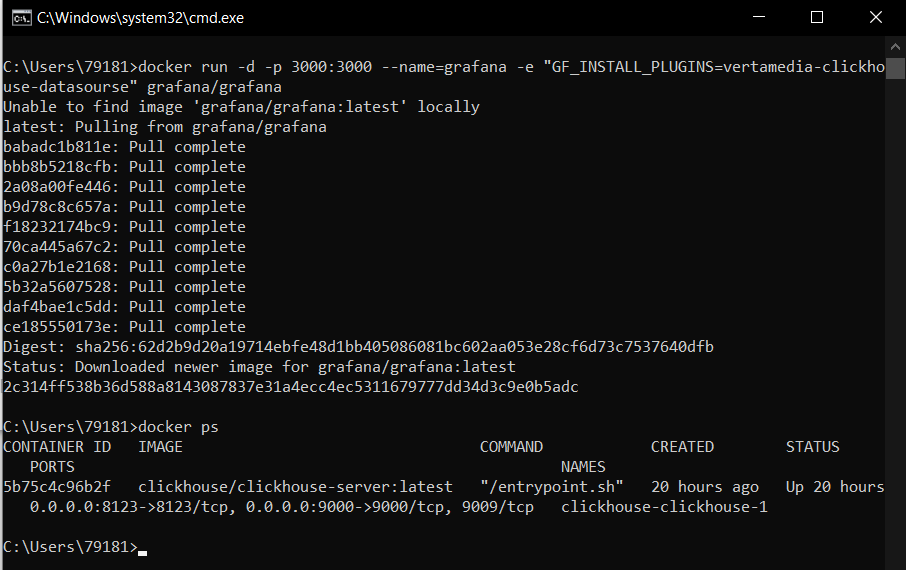 C:\Windows\system32\cmd.exe
C:\Users\79181>docker run -d -p 3000:3000 --name=grafana -e "GF_INSTALL_PLUGINS=vertamedia-clickho
use-datasourse" grafana/grafana
Unable to find image 'grafana/grafana:latest' locally
latest: Pulling from grafana/grafana
babadc1b811e: Pull complete
bbb8b5218cfb: Pull complete
2a08a00fe446: Pull complete
b9d78c8c657a: Pull complete
f18232174bc9: Pull complete
70ca445a67c2: Pull complete
c0a27b1e2168: Pull complete
5b32a5607528: Pull complete
daf4bae1c5dd: Pull complete
ce185550173e: Pull complete
Digest: sha256:62d2b9d20a19714ebfe48d1bb405086081bc602aa053e28cf6d73c7537640dfb
Status: Downloaded newer image for grafana/grafana:latest
2c314ff538b36d588a8143087837e31a4ecc4ec5311679777dd34d3c9e0b5adc
C:\Users\79181>docker ps
CONTAINER ID   IMAGE                                 COMMAND            CREATED        STATUS
   PORTS                                                      NAMES
5b75c4c96b2f   clickhouse/clickhouse-server:latest   "/entrypoint.sh"   20 hours ago   Up 20 hours
   0.0.0.0:8123->8123/tcp, 0.0.0.0:9000->9000/tcp, 9009/tcp   clickhouse-clickhouse-1
C:\Users\79181>